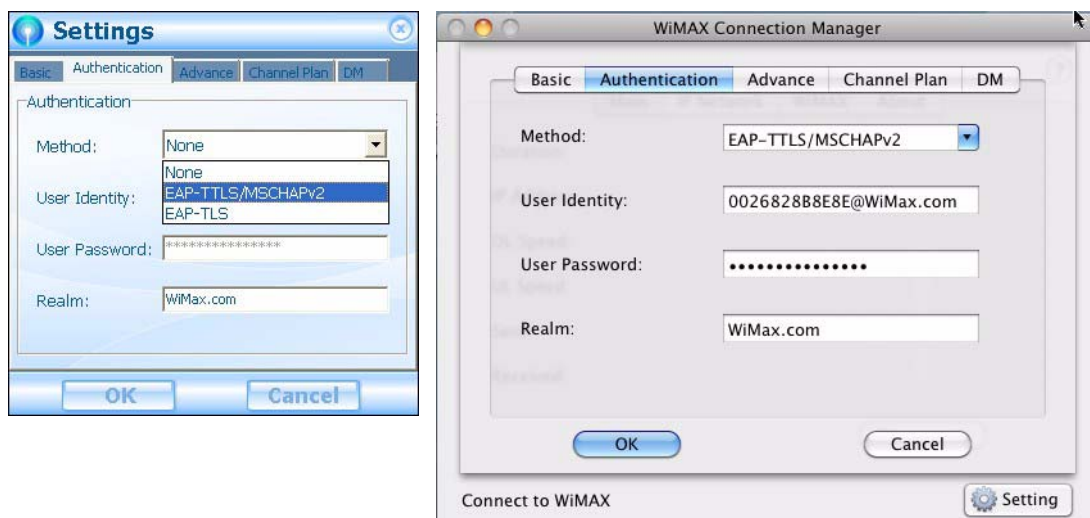 Settings
Basic Authentication Advance Channel Plan DM
Authentication
Method: None
None
EAP-TTLS/MSCHAPv2
User Identity:
EAP-TLS
User Password: ***************
Realm: WiMax.com
OK Cancel
WiMAX Connection Manager
Basic Authentication Advance Channel Plan DM
Method: EAP-TTLS/MSCHAPv2
User Identity: 0026828B8E8E@WiMax.com
User Password: •••••••••••••••
Realm: WiMax.com
OK Cancel
Connect to WiMAX Setting